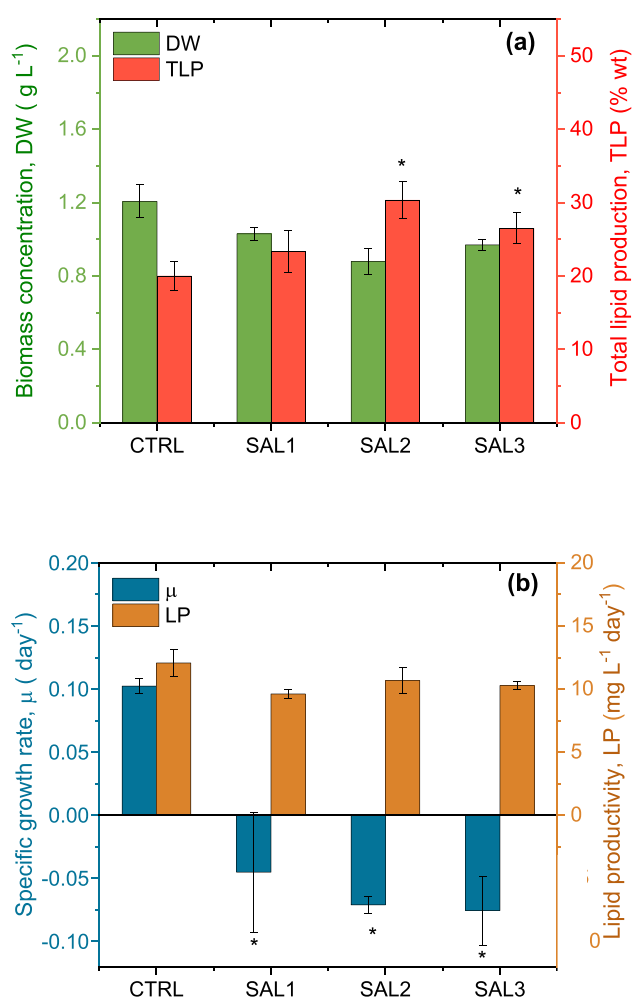 (a)
DW
TLP
Biomass concentration, DW ( g L⁻¹)
2.0
1.6
1.2
0.8
0.4
0.0
Total lipid production, TLP (% wt)
50
40
30
20
10
0
*
*
CTRL SAL1 SAL2 SAL3
(b)
μ
LP
Specific growth rate, μ ( day⁻¹)
0.20
0.15
0.10
0.05
0.00
-0.05
-0.10
Lipid productivity, LP (mg L⁻¹ day⁻¹)
20
15
10
5
0
0
*
*
*
CTRL SAL1 SAL2 SAL3